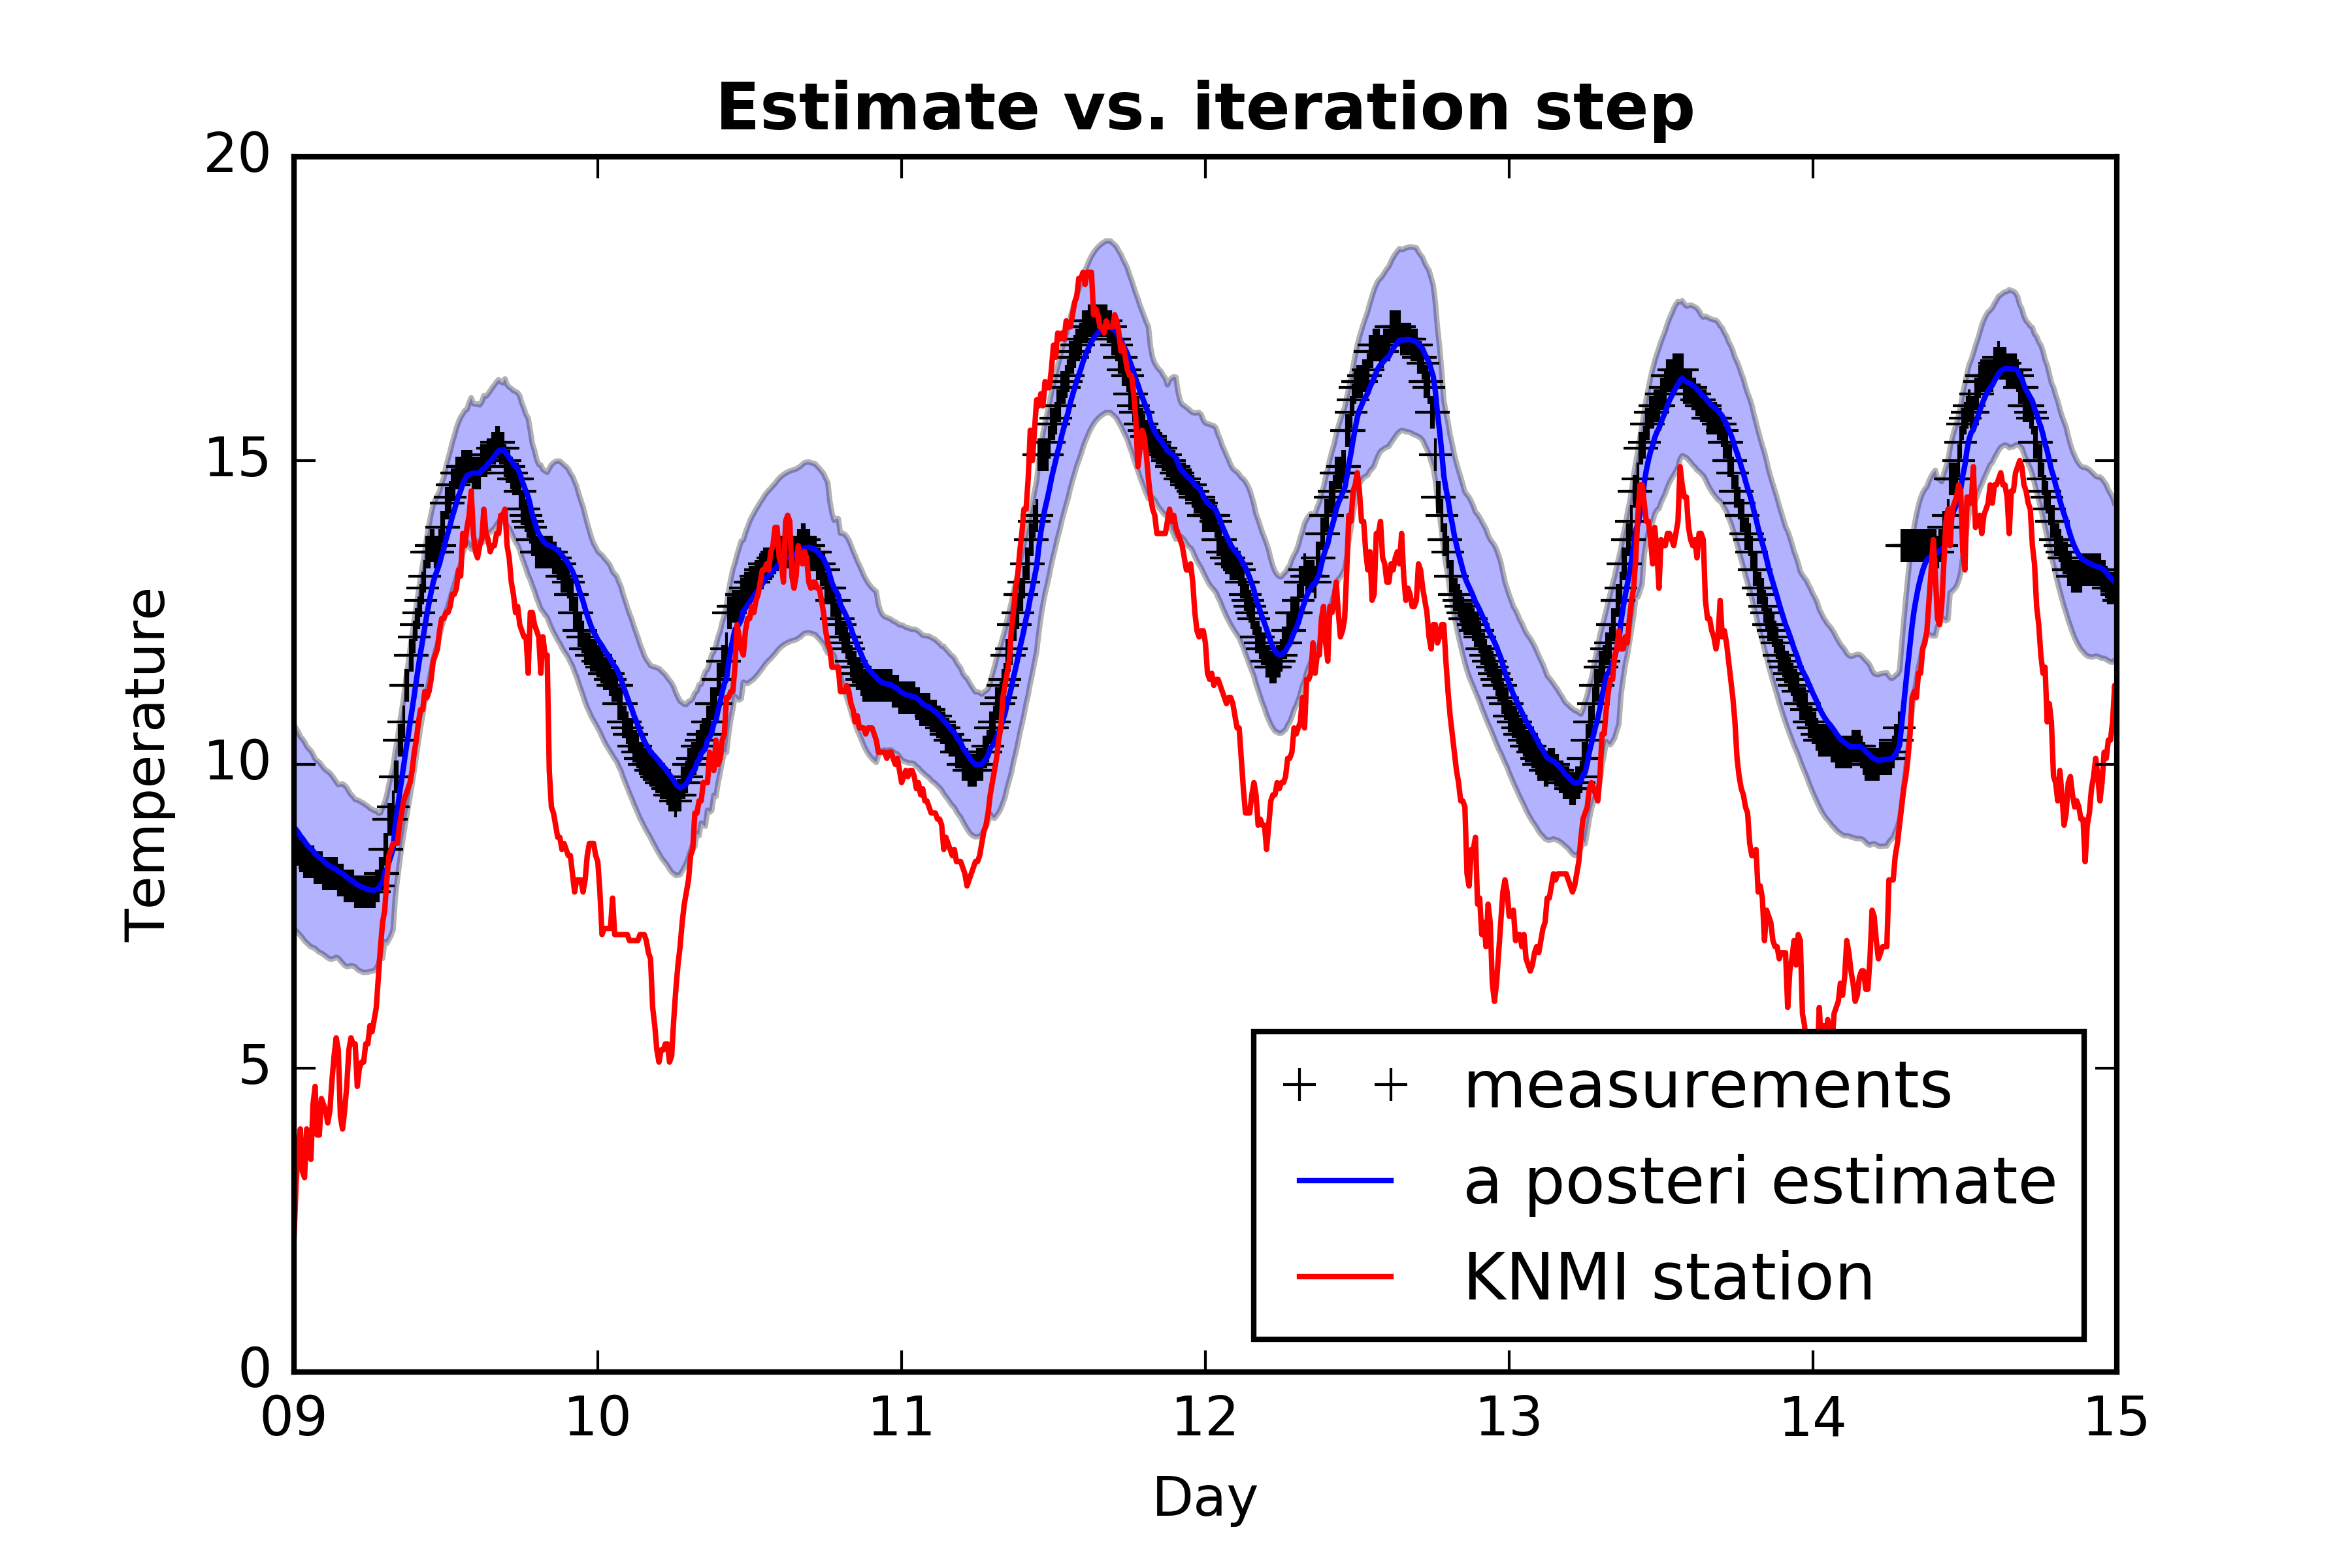 Estimate vs. iteration step
20
15
10
5
0
Temperature
09 10 11 12 13 14 15
Day
measurements
a posteri estimate
KNMI station